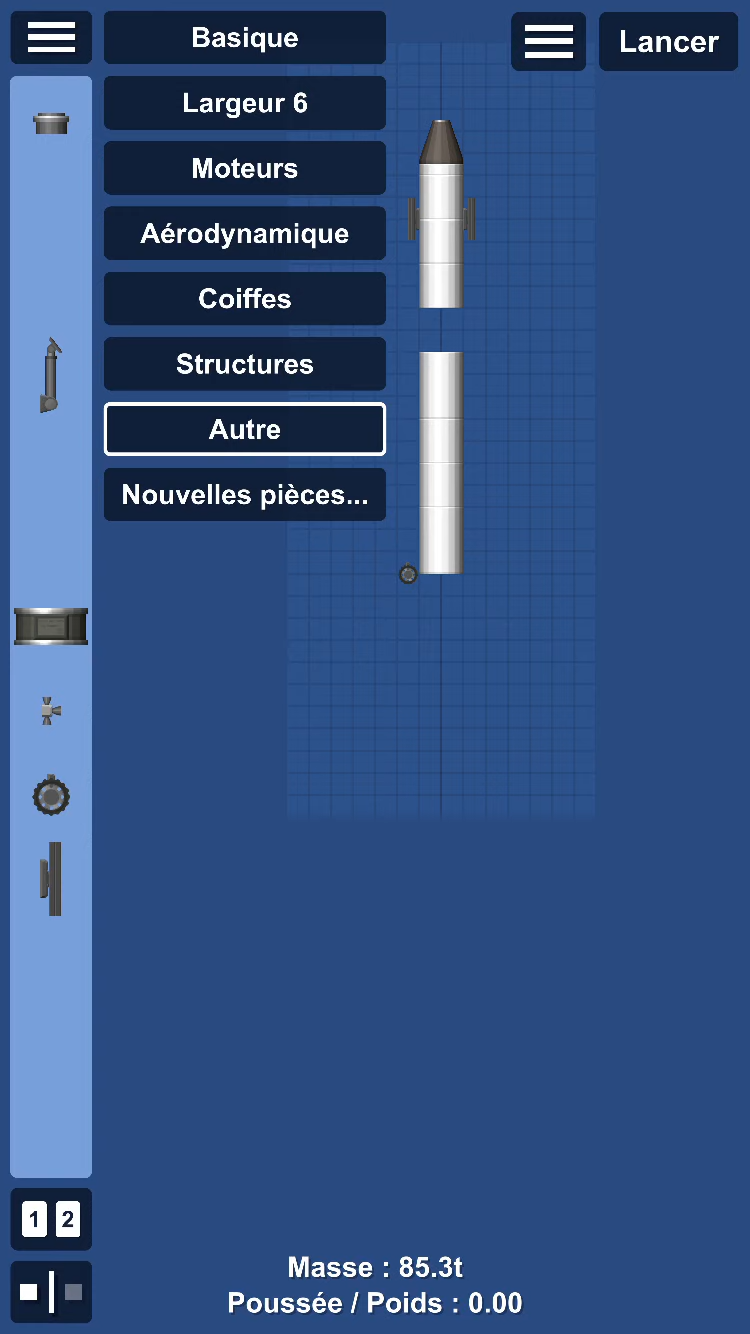 Basique
Largeur 6
Moteurs
Aérodynamique
Coiffes
Structures
Autre
Nouvelles pièces...
Lancer
1 2
Masse : 85.3t
Poussée / Poids : 0.00